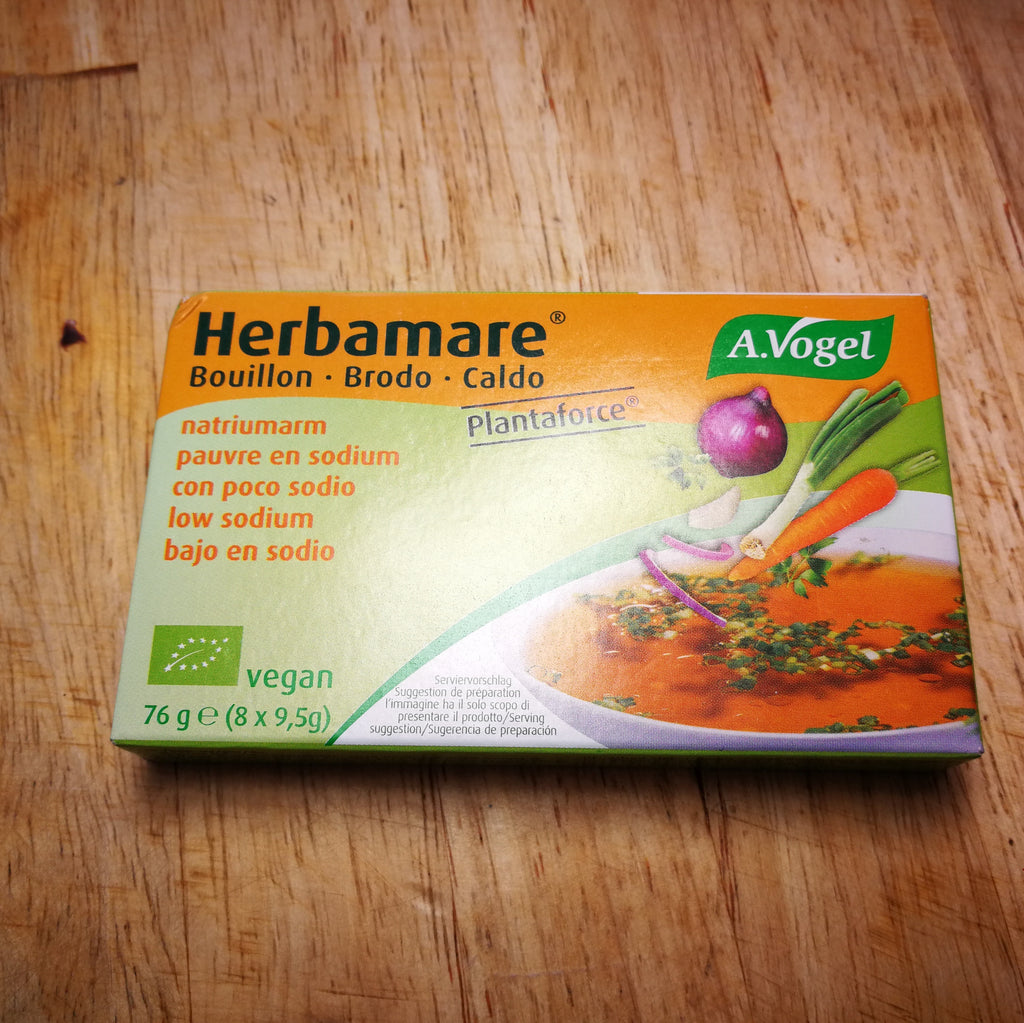 Herbamare®
Bouillon · Brodo · Caldo
A.Vogel
Plantaforce®
natriumarm
pauvre en sodium
con poco sodio
low sodium
bajo en sodio
vegan
76 g ℮ (8 x 9,5g)
Serviervorschlag
Suggestion de préparation
l'immagine ha il solo scopo di
presentare il prodotto/Serving
suggestion/Sugerencia de preparación